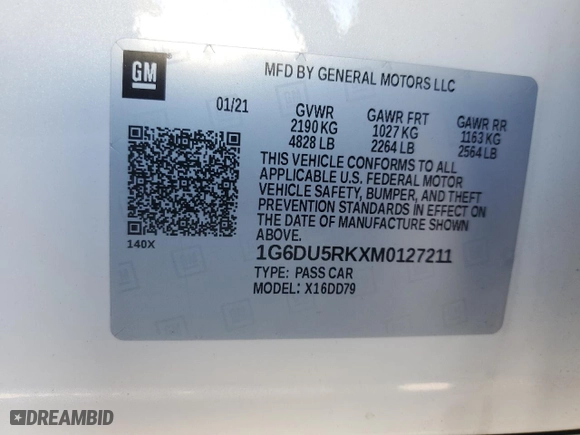 GM
MFD BY GENERAL MOTORS LLC
01/21 GVWR GAWR FRT GAWR RR
2190 KG 1027 KG 1163 KG
4828 LB 2264 LB 2564 LB
THIS VEHICLE CONFORMS TO ALL
APPLICABLE U.S. FEDERAL MOTOR
VEHICLE SAFETY, BUMPER, AND THEFT
PREVENTION STANDARDS IN EFFECT ON
THE DATE OF MANUFACTURE SHOWN
ABOVE.
140X
1G6DU5RKXM0127211
TYPE: PASS CAR
MODEL: X16DD79
DREAMBID